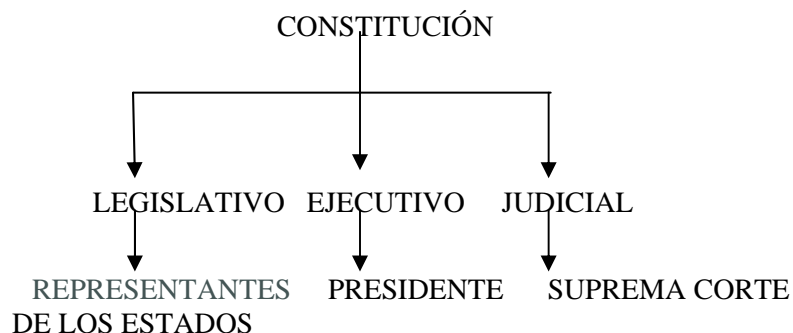 CONSTITUCIÓN
LEGISLATIVO EJECUTIVO JUDICIAL
REPRESENTANTES PRESIDENTE SUPREMA CORTE
DE LOS ESTADOS